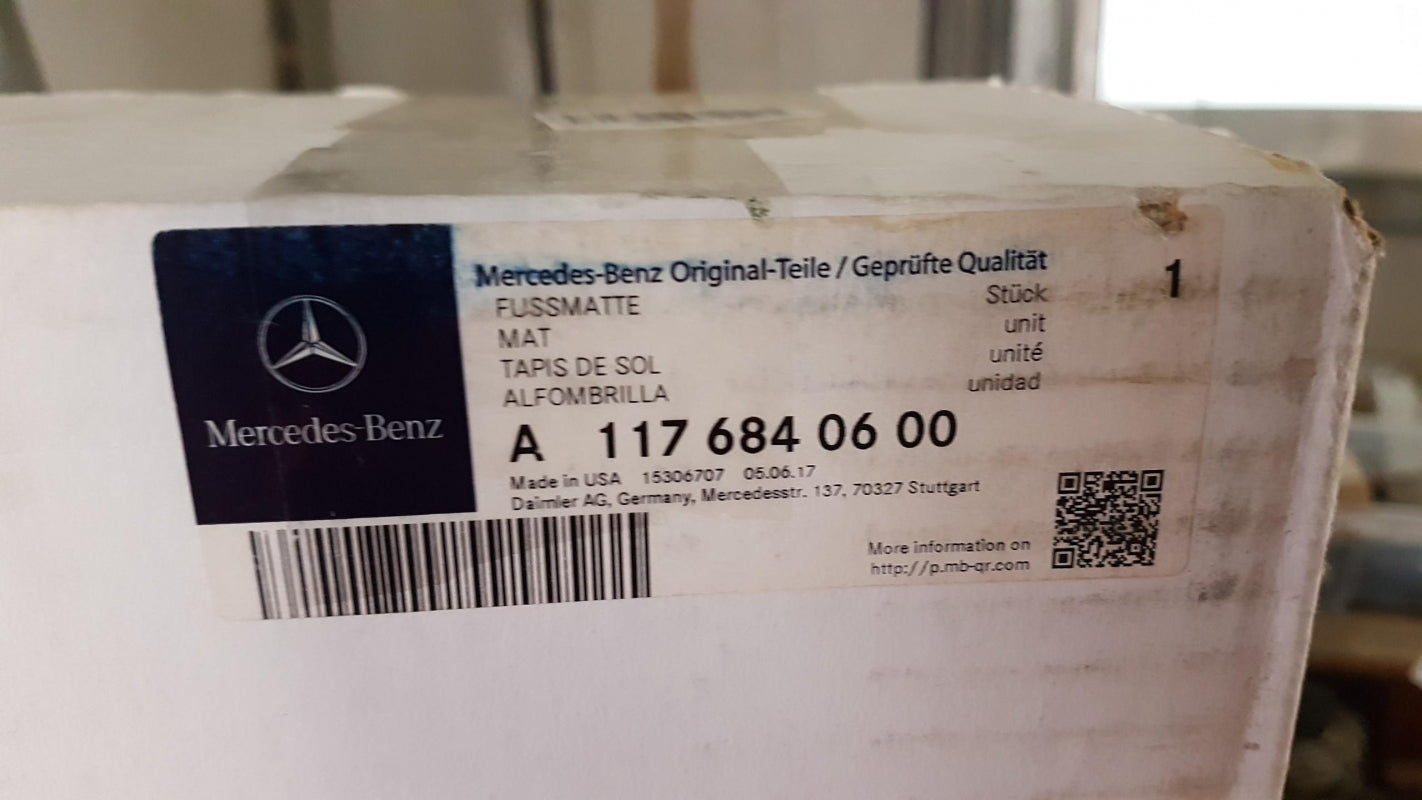 Mercedes-Benz
Mercedes-Benz Original-Teile / Geprüfte Qualität
FUSSMATTE Stück 1
MAT unit
TAPIS DE SOL unité
ALFOMBRILLA unidad
A 117 684 06 00
Made in USA 15306707 05.06.17
Daimler AG, Germany, Mercedesstr. 137, 70327 Stuttgart
More information on
http://p.mb-qr.com